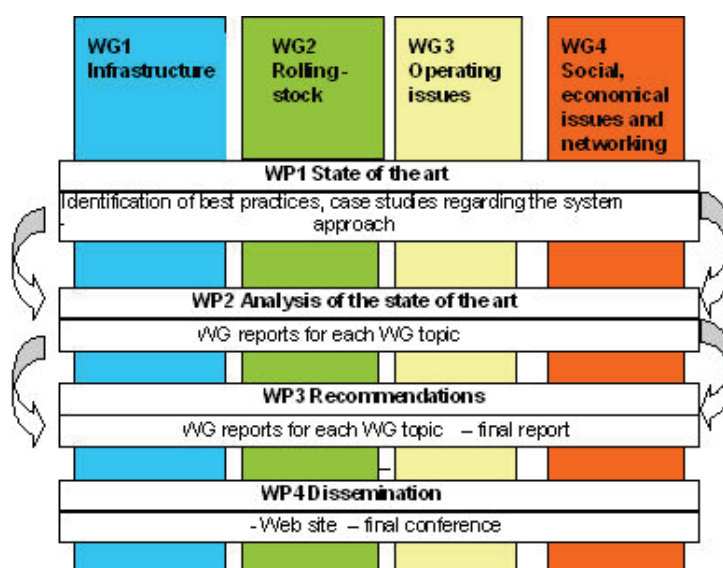 WG1
Infrastructure
WG2
Rolling-
stock
WG3
Operating
issues
WG4
Social,
economical
issues and
networking
WP1 State of the art
Identification of best practices, case studies regarding the system
- approach
WP2 Analysis of the state of the art
WG reports for each WG topic
WP3 Recommendations
WG reports for each WG topic – final report
–
WP4 Dissemination
- Web site – final conference